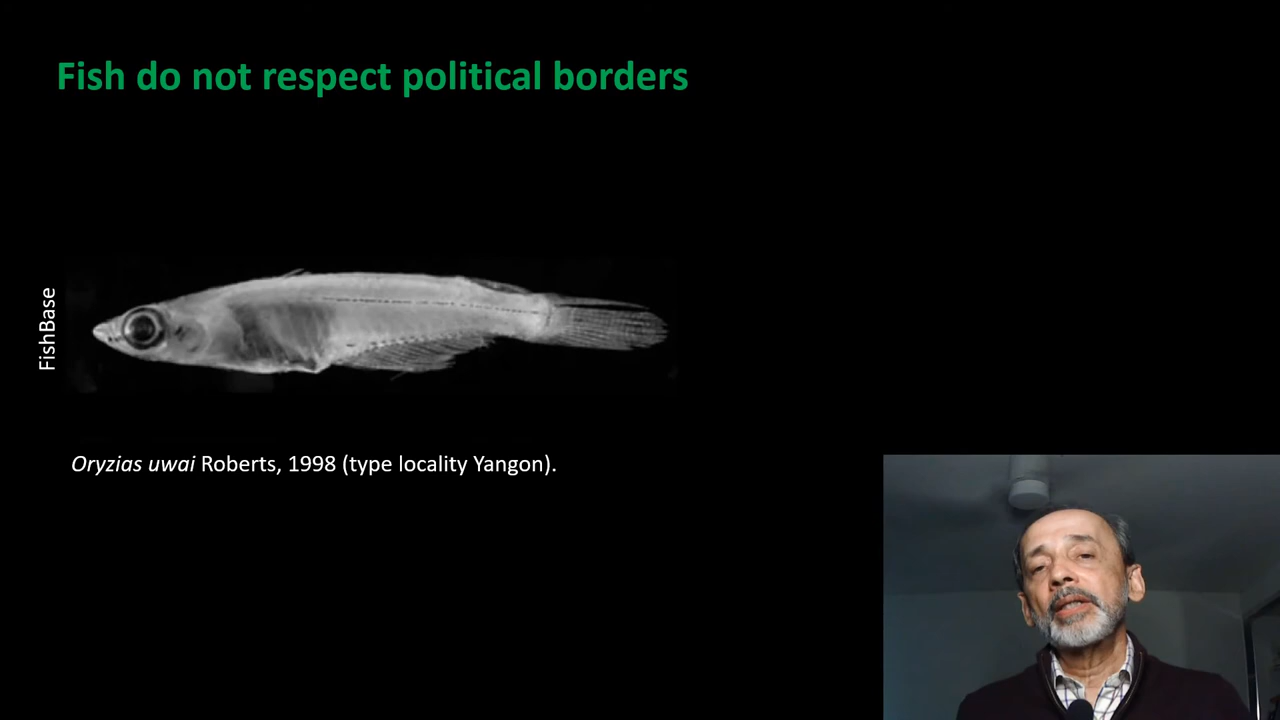 Fish do not respect political borders
FishBase
Oryzias uwai Roberts, 1998 (type locality Yangon).